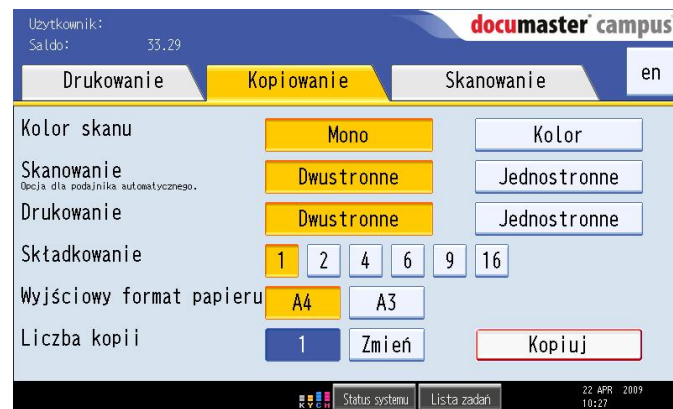 Użytkownik:
Saldo: 33.29
documaster campus
Drukowanie Kopiowanie Skanowanie en
Kolor skanu Mono Kolor
Skanowanie Dwustronne Jednostronne
Opcja dla podajnika automatycznego.
Drukowanie Dwustronne Jednostronne
Składkowanie 1 2 4 6 9 16
Wyjściowy format papieru A4 A3
Liczba kopii 1 Zmień Kopiuj
KYCM Status systemu Lista zadań 22 APR 2009
10:27